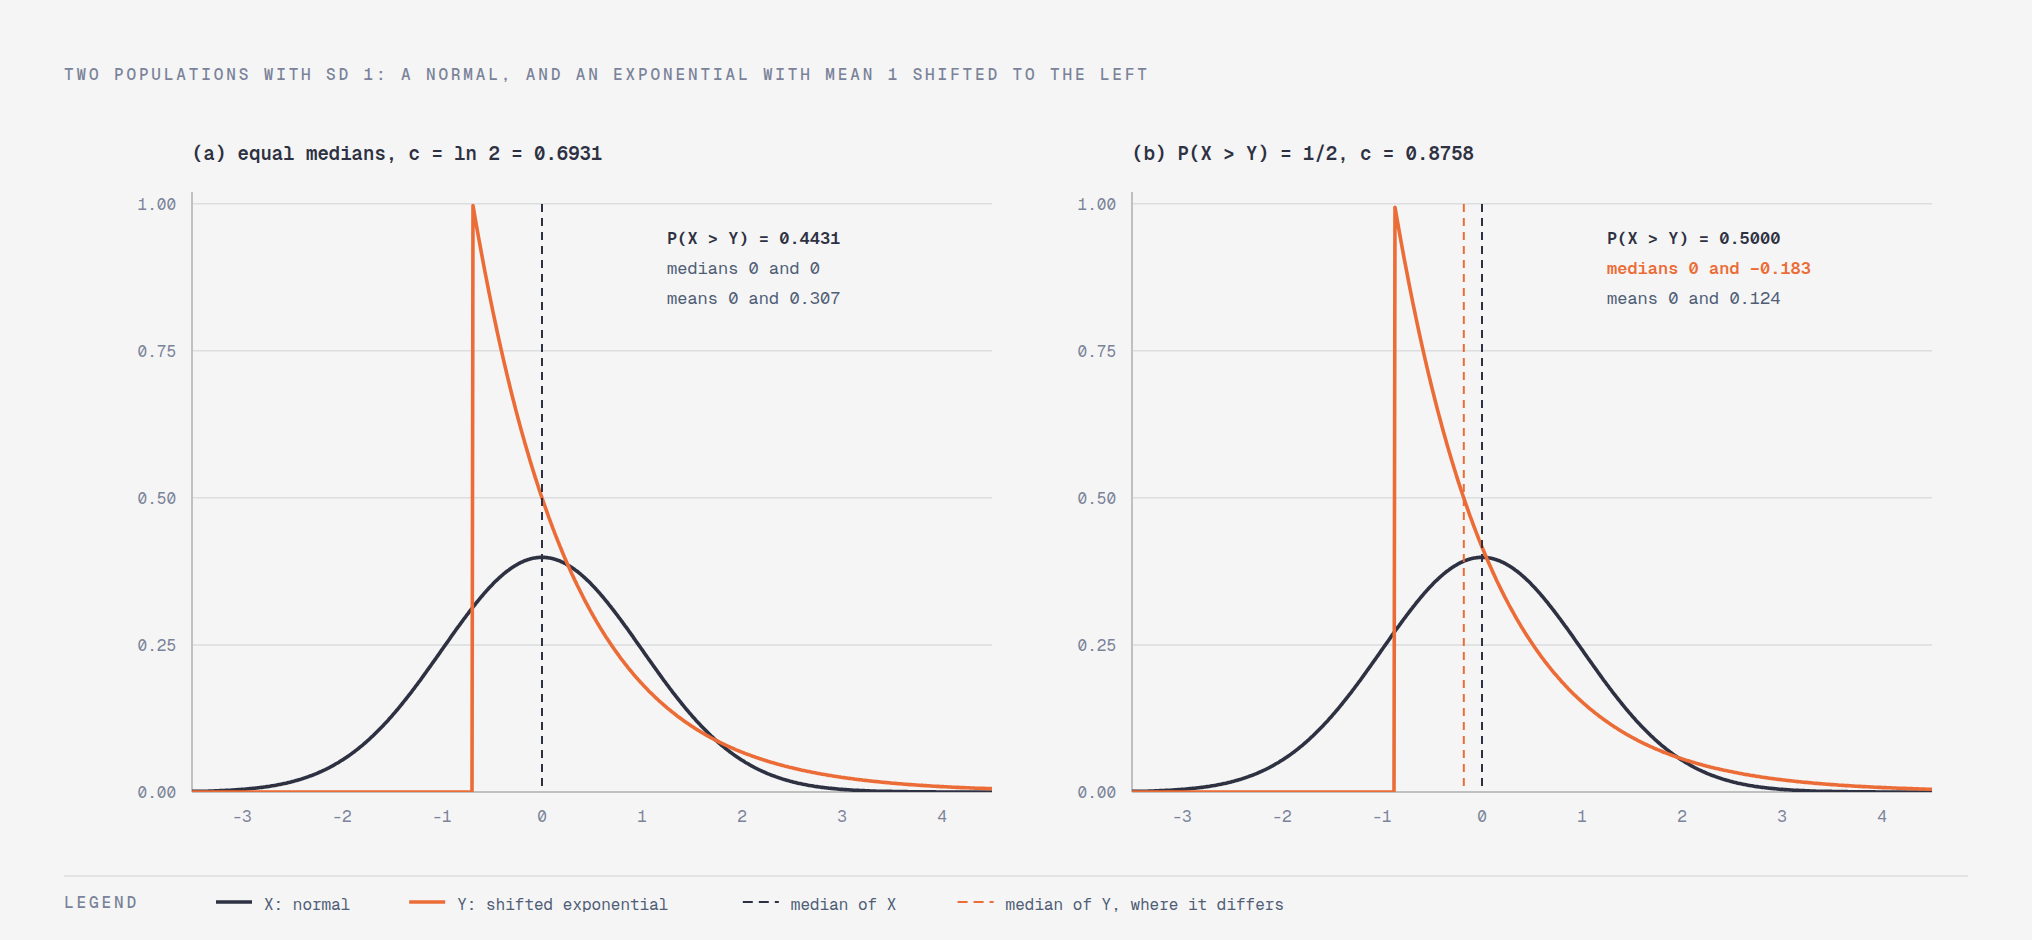 TWO POPULATIONS WITH SD 1: A NORMAL, AND AN EXPONENTIAL WITH MEAN 1 SHIFTED TO THE LEFT
(a) equal medians, c = ln 2 = 0.6931
1.00
0.75
0.50
0.25
0.00
P(X > Y) = 0.4431
medians 0 and 0
means 0 and 0.307
-3 -2 -1 0 1 2 3 4
(b) P(X > Y) = 1/2, c = 0.8758
1.00
0.75
0.50
0.25
0.00
P(X > Y) = 0.5000
medians 0 and −0.183
means 0 and 0.124
-3 -2 -1 0 1 2 3 4
LEGEND X: normal Y: shifted exponential median of X median of Y, where it differs